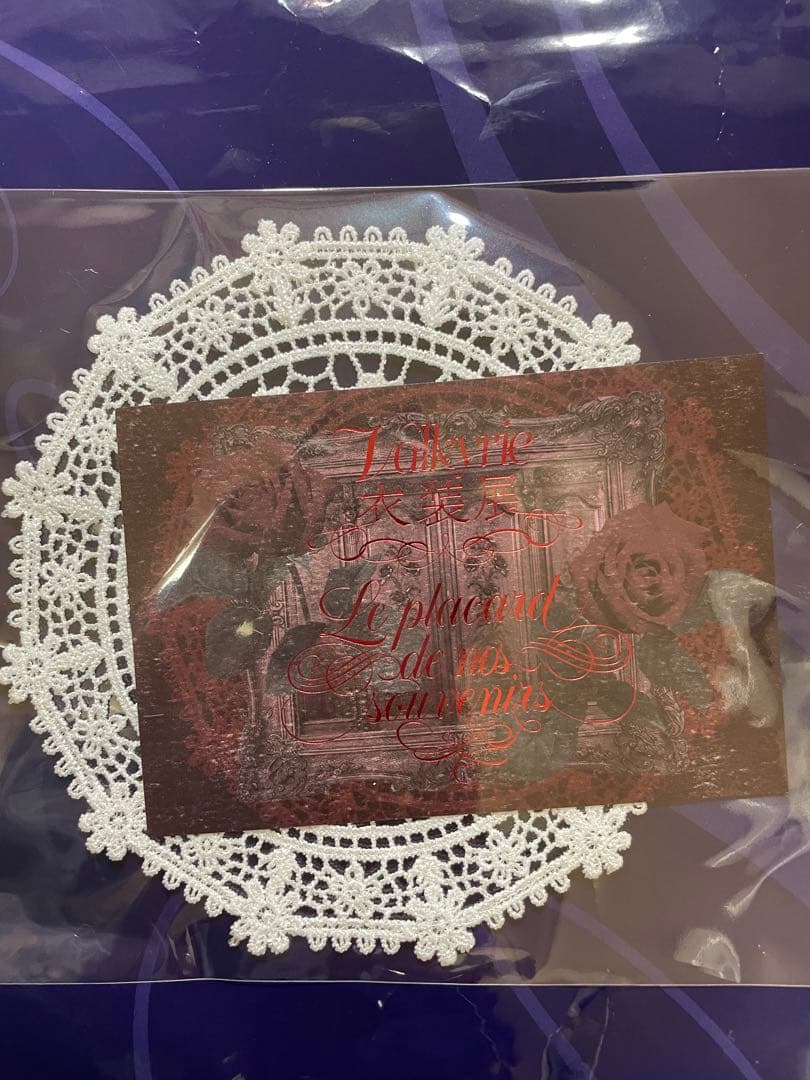 Valkyrie
衣装展
Le placard
de nos
souvenirs